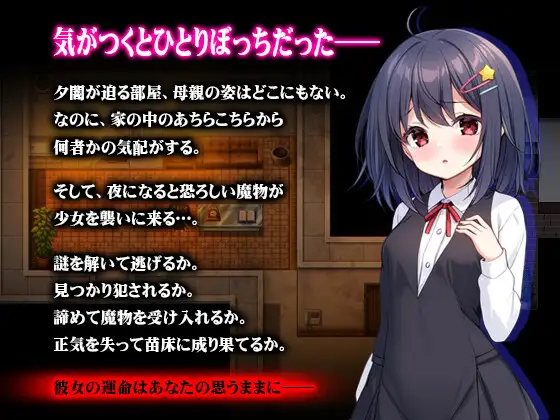 気がつくとひとりぼっちだった――
夕闇が迫る部屋、母親の姿はどこにもない。
なのに、家の中のあちらこちらから
何者かの気配がする。
そして、夜になると恐ろしい魔物が
少女を襲いに来る…。
謎を解いて逃げるか。
見つかり犯されるか。
諦めて魔物を受け入れるか。
正気を失って苗床に成り果てるか。
彼女の運命はあなたの思うままに――